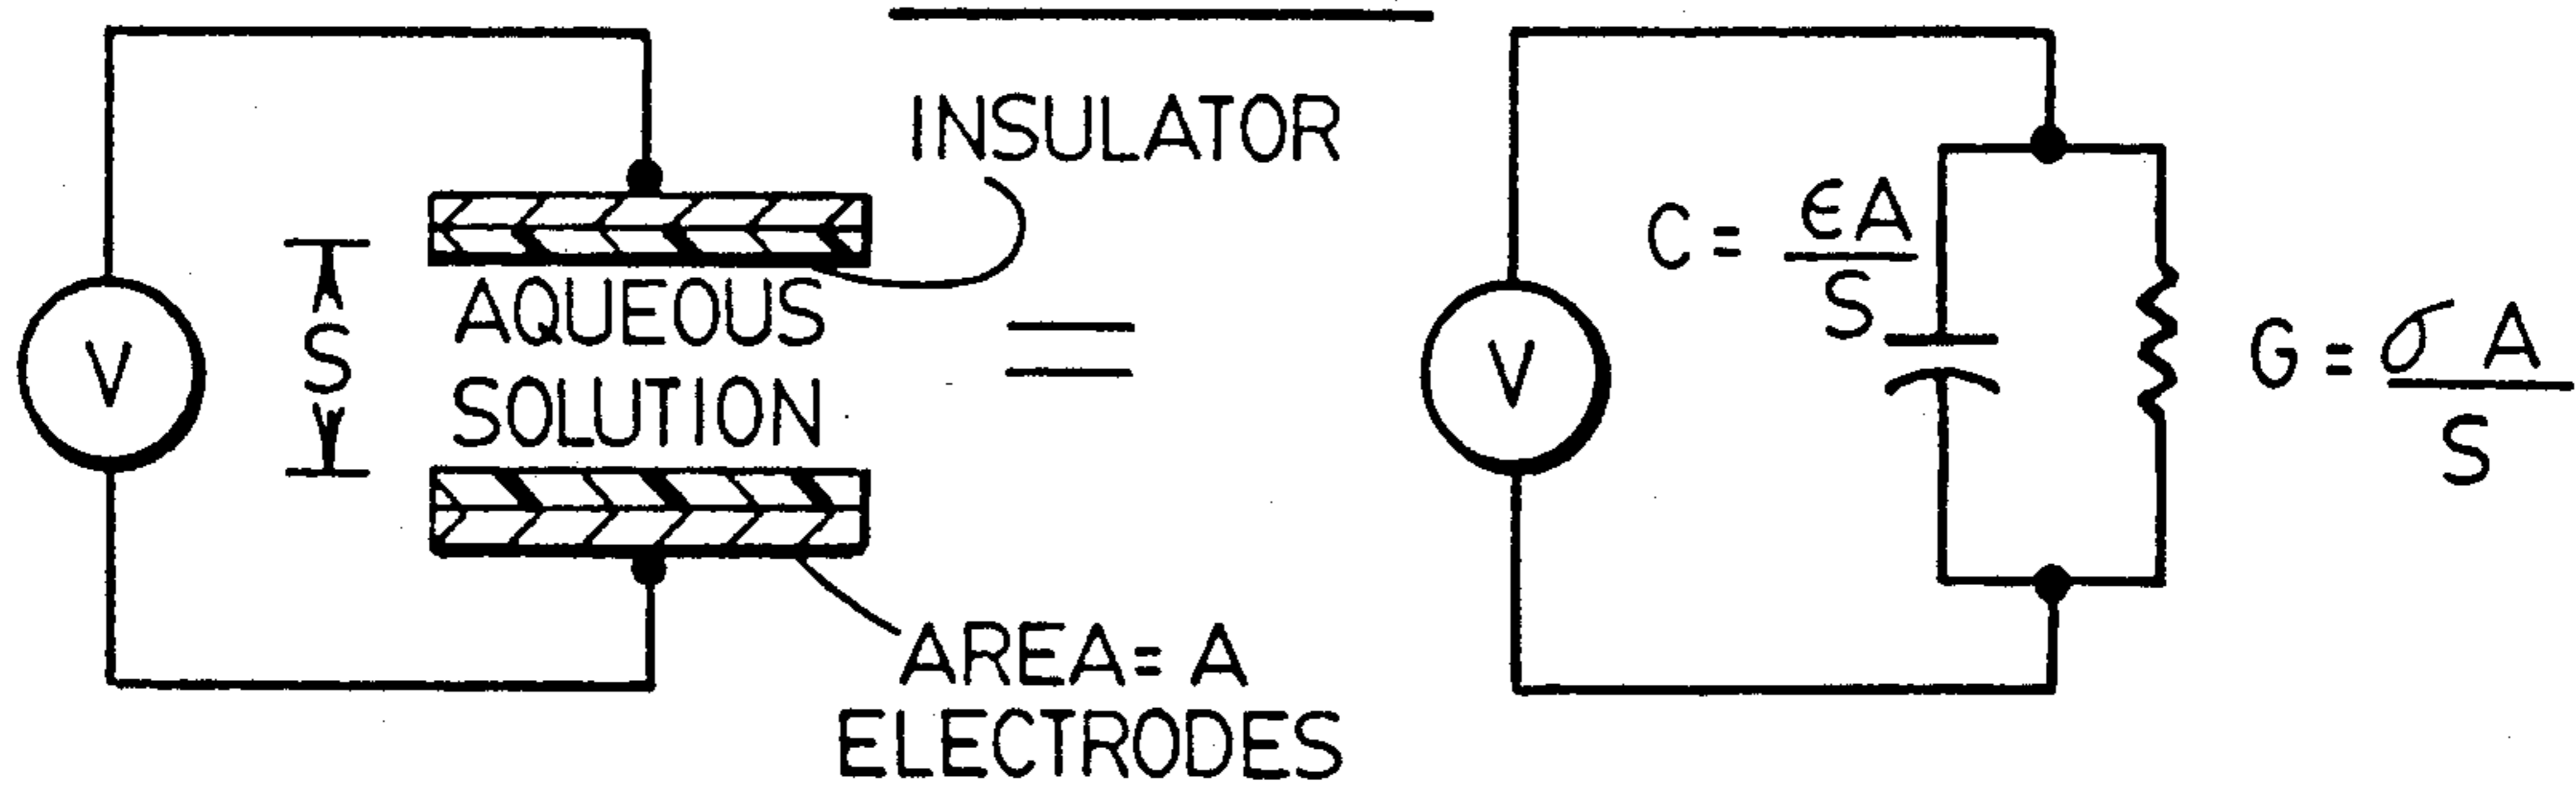 INSULATOR
V
S
AQUEOUS
SOLUTION
AREA = A
ELECTRODES
=
V
C = ϵA
S
G = σ A
S